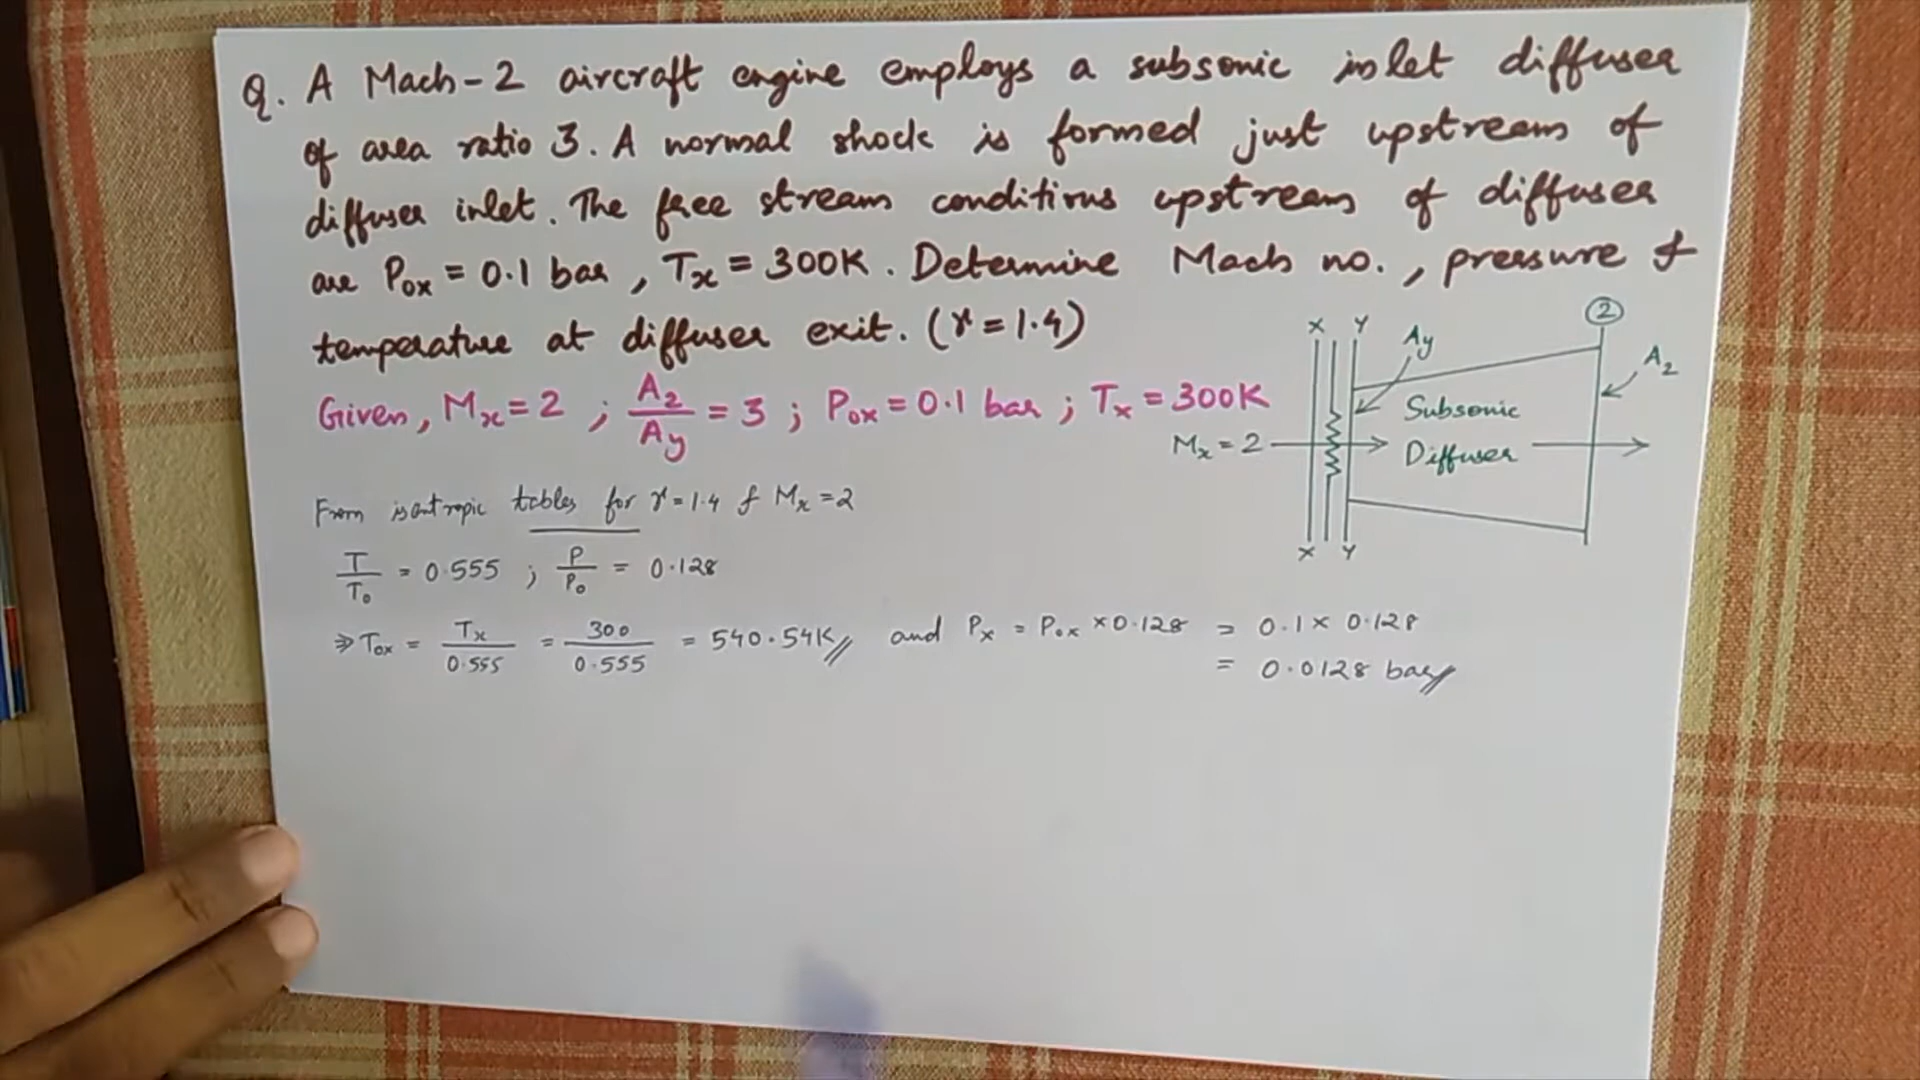 Q. A Mach-2 aircraft engine employs a subsonic inlet diffuser
of area ratio 3. A normal shock is formed just upstream of
diffuser inlet. The free stream conditions upstream of diffuser
are Pox = 0.1 bar, Tx = 300K. Determine Mach no., pressure &
temperature at diffuser exit. (γ = 1.4)
Given, Mx = 2 ; A2/Ay = 3 ; Pox = 0.1 bar ; Tx = 300K
X Y Ay 2 A2
Mx = 2 Subsonic
Diffuser
X Y
From isentropic tables for γ = 1.4 & Mx = 2
T/To = 0.555 ; P/Po = 0.128
⇒ Tox = Tx/0.555 = 300/0.555 = 540.54K and Px = Pox × 0.128 = 0.1 × 0.128
= 0.0128 bar